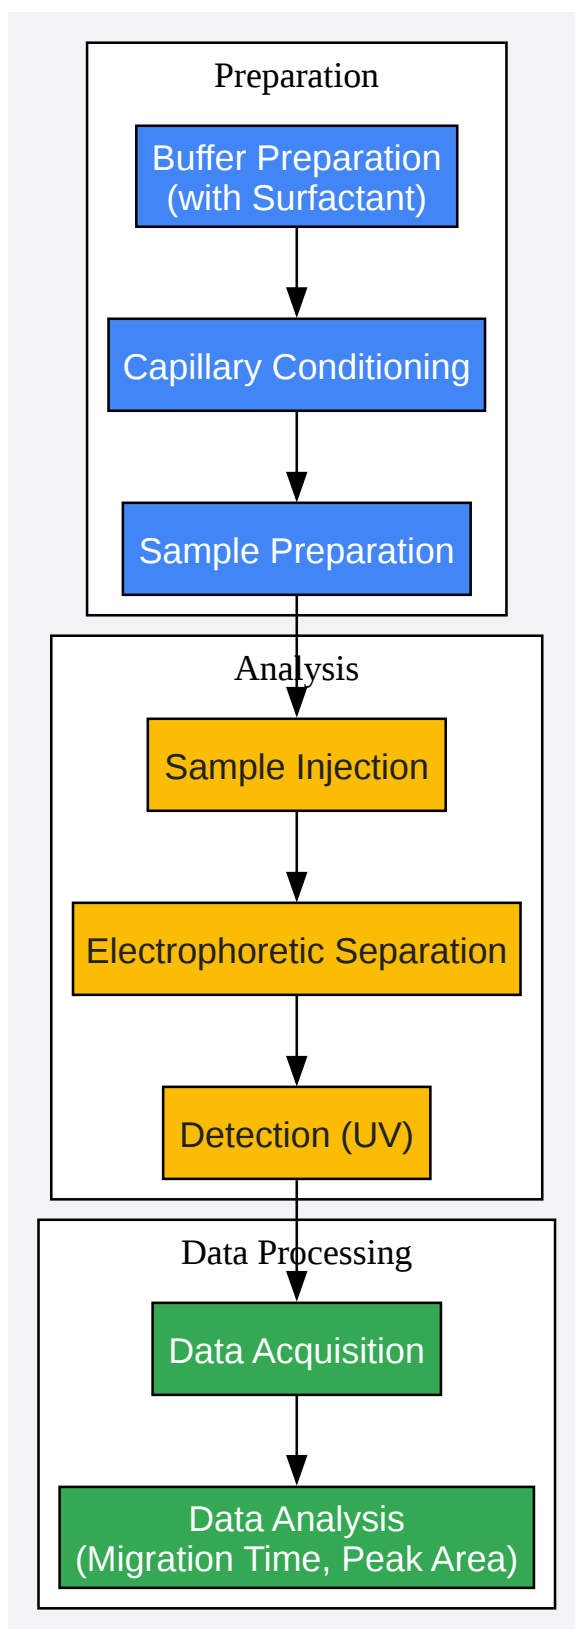 Preparation
Buffer Preparation
(with Surfactant)
Capillary Conditioning
Sample Preparation
Analysis
Sample Injection
Electrophoretic Separation
Detection (UV)
Data Processing
Data Acquisition
Data Analysis
(Migration Time, Peak Area)